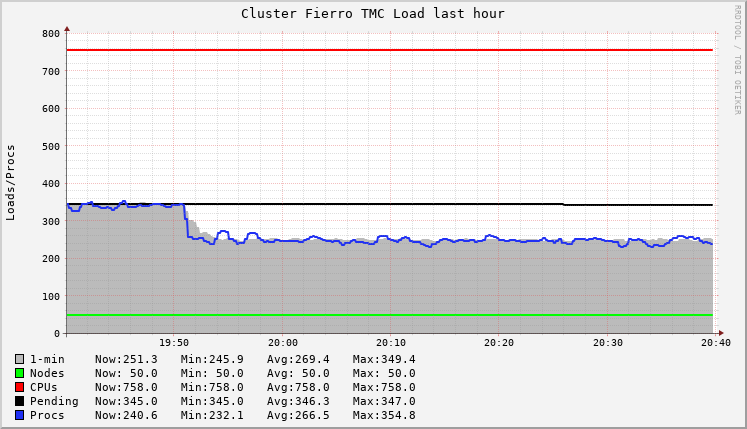 Cluster Fierro TMC Load last hour
RRDTOOL / TOBI OETIKER
Loads/Procs
800
700
600
500
400
300
200
100
0
19:50 20:00 20:10 20:20 20:30 20:40
1-min Now:251.3 Min:245.9 Avg:269.4 Max:349.4
Nodes Now: 50.0 Min: 50.0 Avg: 50.0 Max: 50.0
CPUs Now:758.0 Min:758.0 Avg:758.0 Max:758.0
Pending Now:345.0 Min:345.0 Avg:346.3 Max:347.0
Procs Now:240.6 Min:232.1 Avg:266.5 Max:354.8